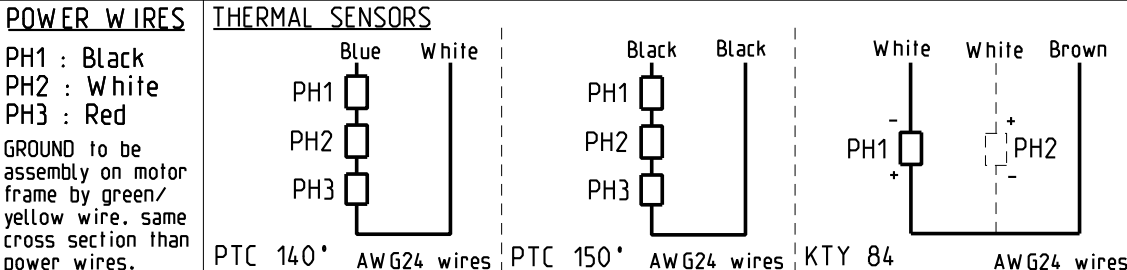 POWER WIRES
PH1 : Black
PH2 : White
PH3 : Red
GROUND to be
assembly on motor
frame by green/
yellow wire. same
cross section than
power wires.
THERMAL SENSORS
Blue White
PH1
PH2
PH3
PTC 140° AWG24 wires
Black Black
PH1
PH2
PH3
PTC 150° AWG24 wires
White White Brown
- +
PH1 PH2
+ -
KTY 84 AWG24 wires